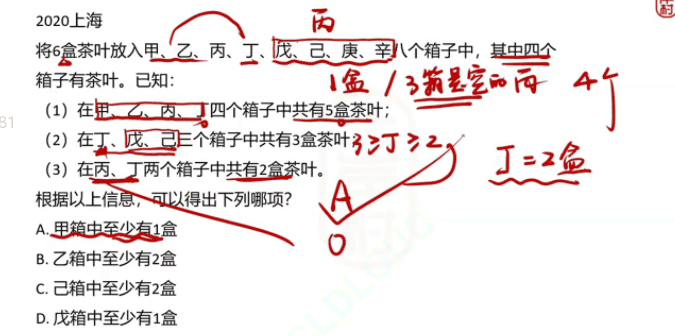 2020上海
丙
将6盒茶叶放入甲、乙、丙、丁、戊、己、庚、辛八个箱子中，其中四个
箱子有茶叶。已知：
1盒 / 3箱是空的 丙 4个
（1）在甲、乙、丙、丁四个箱子中共有5盒茶叶；
81
（2）在丁、戊、己三个箱子中共有3盒茶叶；
3≥丁≥2
丁=2盒
（3）在丙、丁两个箱子中共有2盒茶叶。
根据以上信息，可以得出下列哪项？
A
A. 甲箱中至少有1盒
0
B. 乙箱中至少有2盒
C. 己箱中至少有2盒
D. 戊箱中至少有1盒